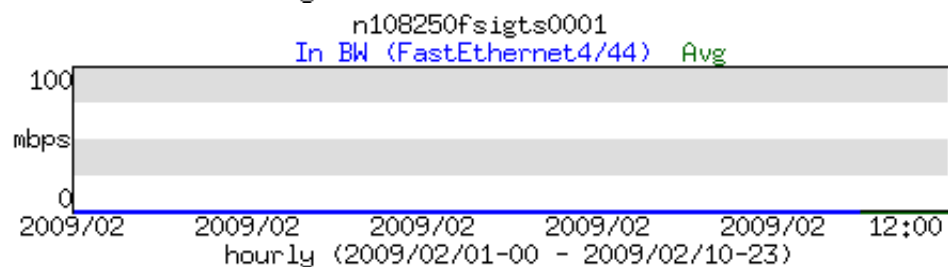 n108250fsigts0001
In BW (FastEthernet4/44) Avg
100
mbps
0
2009/02 2009/02 2009/02 2009/02 2009/02 12:00
hourly (2009/02/01-00 - 2009/02/10-23)